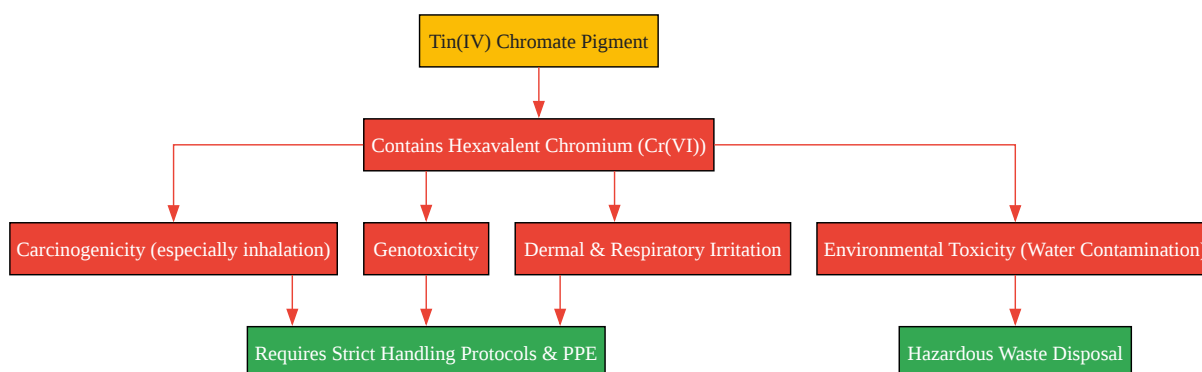 Tin(IV) Chromate Pigment
Contains Hexavalent Chromium (Cr(VI))
Carcinogenicity (especially inhalation)
Genotoxicity
Dermal & Respiratory Irritation
Environmental Toxicity (Water Contamination)
Requires Strict Handling Protocols & PPE
Hazardous Waste Disposal